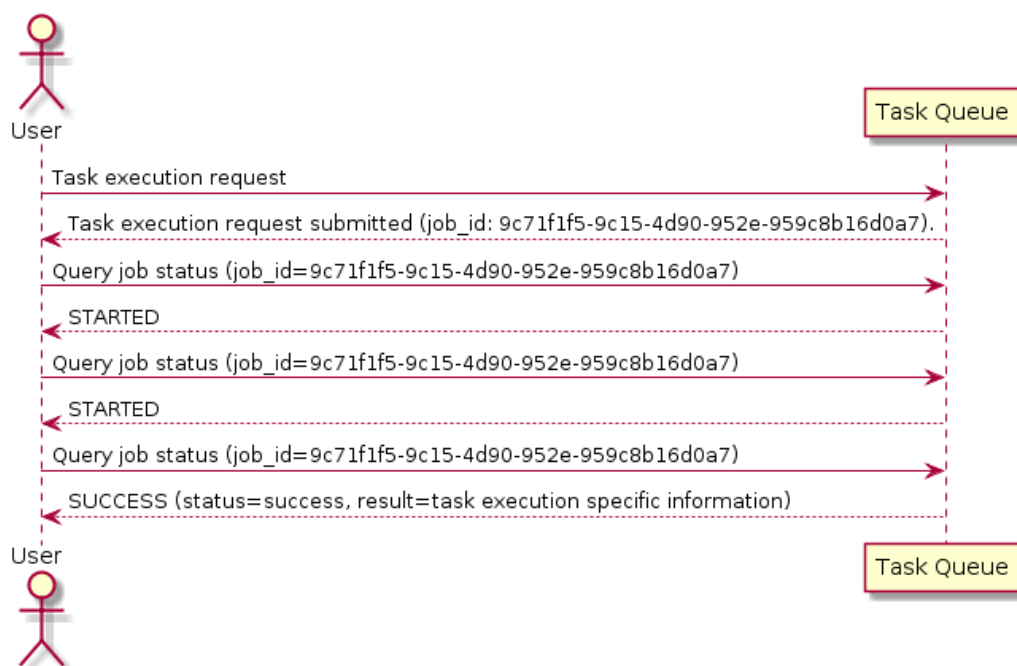 User
Task Queue
Task execution request
Task execution request submitted (job_id: 9c71f1f5-9c15-4d90-952e-959c8b16d0a7).
Query job status (job_id=9c71f1f5-9c15-4d90-952e-959c8b16d0a7)
STARTED
Query job status (job_id=9c71f1f5-9c15-4d90-952e-959c8b16d0a7)
STARTED
Query job status (job_id=9c71f1f5-9c15-4d90-952e-959c8b16d0a7)
SUCCESS (status=success, result=task execution specific information)
User
Task Queue